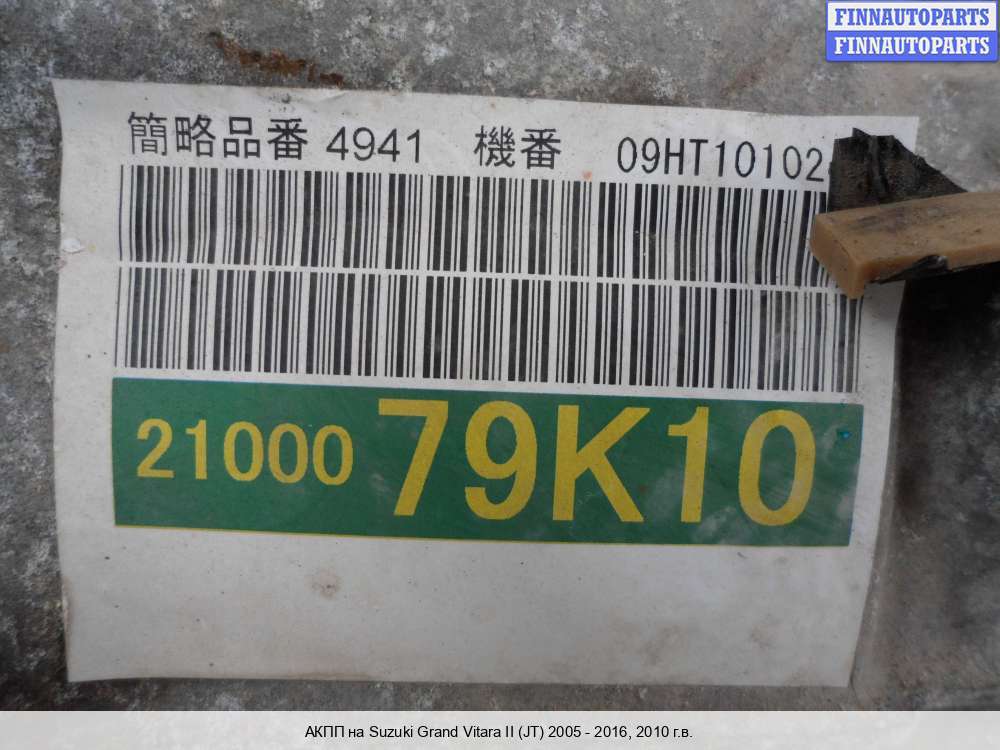 FINNAUTOPARTS
FINNAUTOPARTS
簡略品番 4941 機番 09HT10102
21000 79K10
АКПП на Suzuki Grand Vitara II (JT) 2005 - 2016, 2010 г.в.